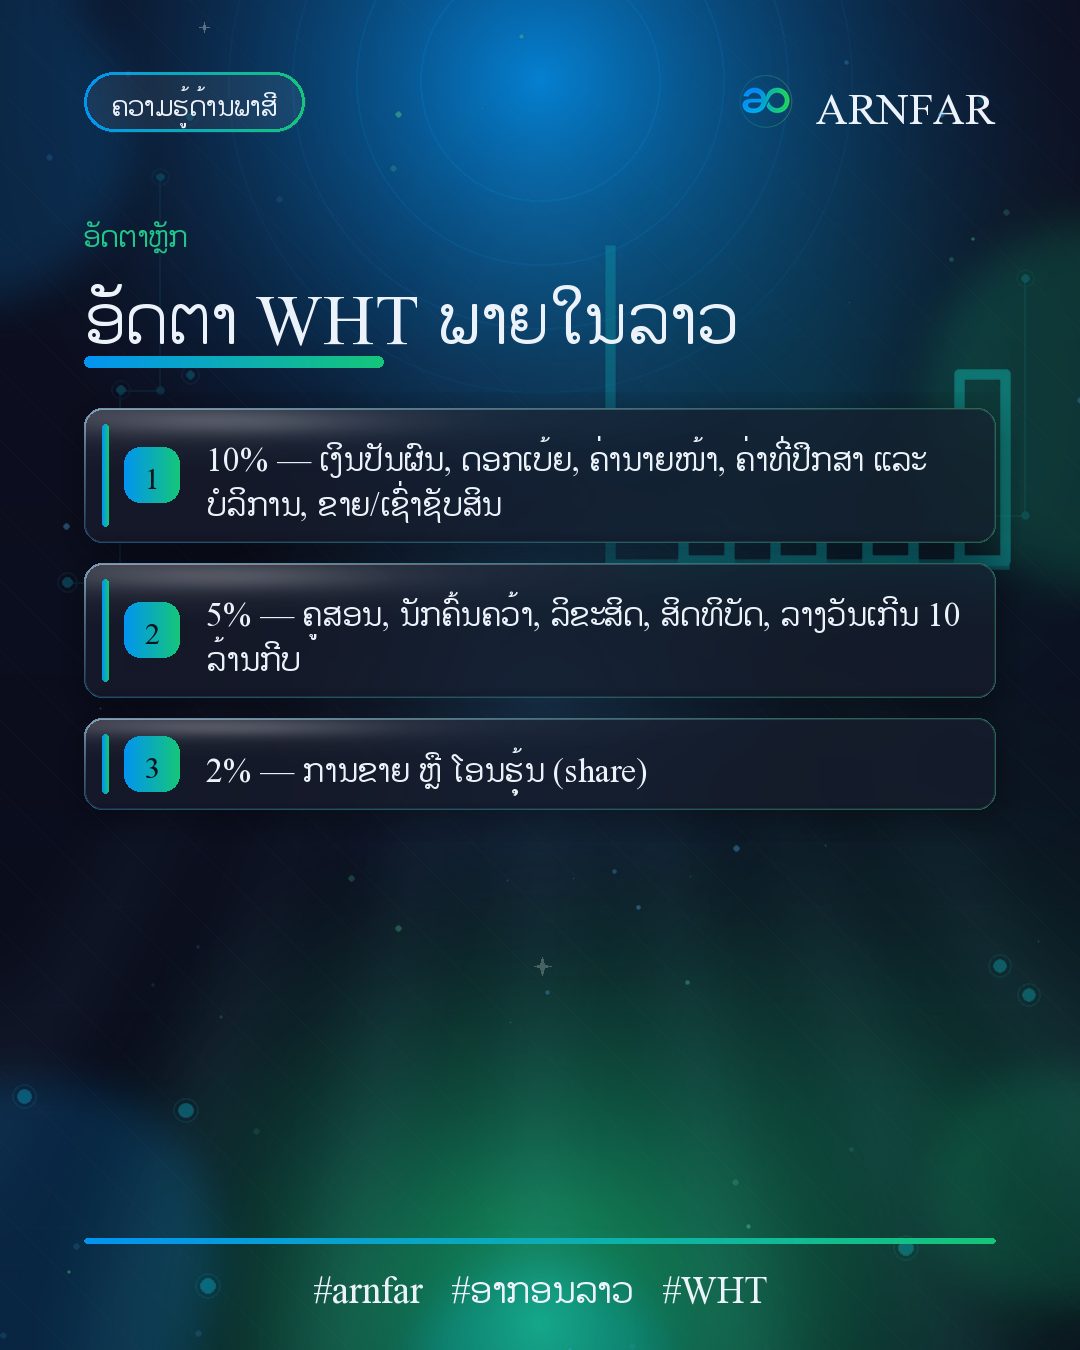 ຄວາມຮູ້ດ້ານພາສີ
ARNFAR
ອັດຕາຫຼັກ
ອັດຕາ WHT ພາຍໃນລາວ
1
10% — ເງິນປັນຜົນ, ດອກເບ້ຍ, ຄ່ານາຍໜ້າ, ຄ່າທີ່ປຶກສາ ແລະ
ບໍລິການ, ຂາຍ/ເຊົ່າຊັບສິນ
2
5% — ຄູສອນ, ນັກຄົ້ນຄວ້າ, ລິຂະສິດ, ສິດທິບັດ, ລາງວັນເກີນ 10
ລ້ານກີບ
3
2% — ການຂາຍ ຫຼື ໂອນຮຸ້ນ (share)
#arnfar #ອາກອນລາວ #WHT